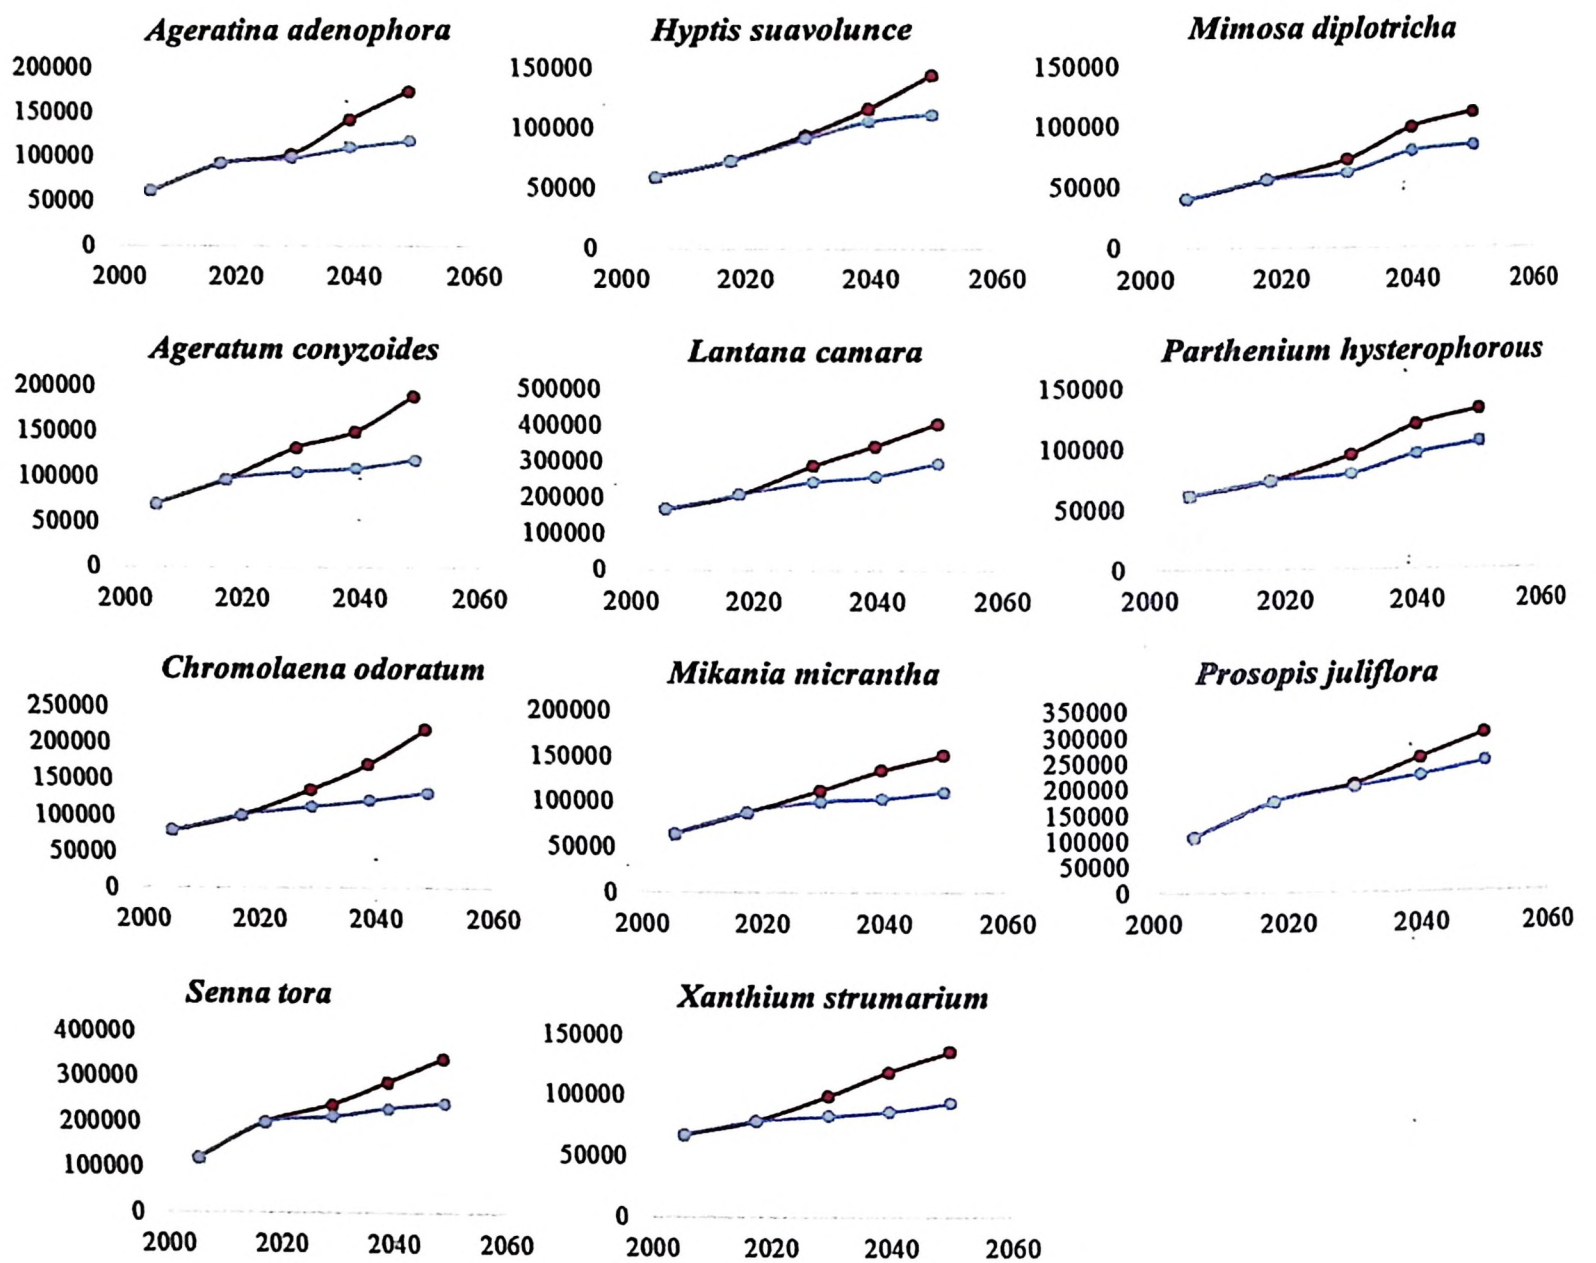 Ageratina adenophora
200000
150000
100000
50000
0
2000 2020 2040 2060
Hyptis suavolunce
150000
100000
50000
0
2000 2020 2040 2060
Mimosa diplotricha
150000
100000
50000
0
2000 2020 2040 2060
Ageratum conyzoides
200000
150000
100000
50000
0
2000 2020 2040 2060
Lantana camara
500000
400000
300000
200000
100000
0
2000 2020 2040 2060
Parthenium hysterophorous
150000
100000
50000
0
2000 2020 2040 2060
Chromolaena odoratum
250000
200000
150000
100000
50000
0
2000 2020 2040 2060
Mikania micrantha
200000
150000
100000
50000
0
2000 2020 2040 2060
Prosopis juliflora
350000
300000
250000
200000
150000
100000
50000
0
2000 2020 2040 2060
Senna tora
400000
300000
200000
100000
0
2000 2020 2040 2060
Xanthium strumarium
150000
100000
50000
0
2000 2020 2040 2060